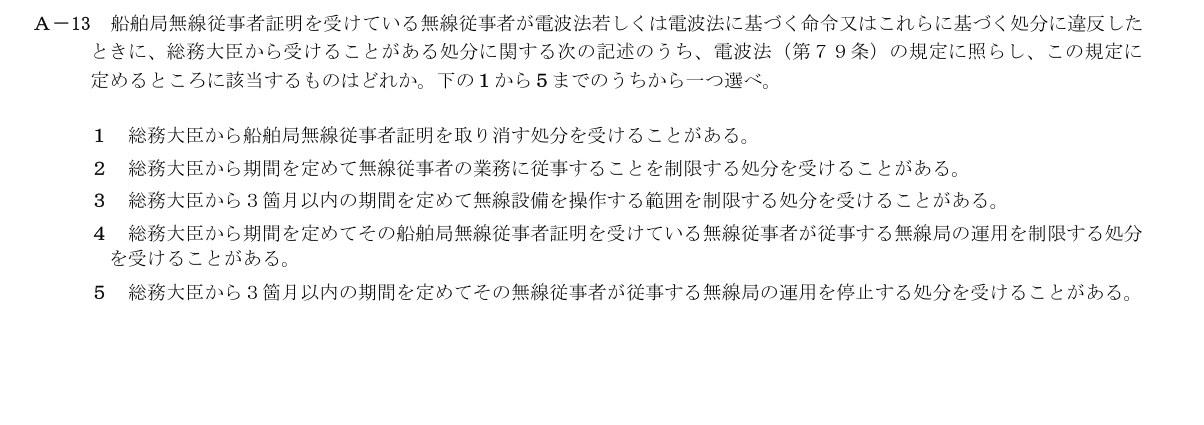 Ａ－13　船舶局無線従事者証明を受けている無線従事者が電波法若しくは電波法に基づく命令又はこれらに基づく処分に違反した
ときに、総務大臣から受けることがある処分に関する次の記述のうち、電波法（第７９条）の規定に照らし、この規定に
定めるところに該当するものはどれか。下の1から5までのうちから一つ選べ。
1　総務大臣から船舶局無線従事者証明を取り消す処分を受けることがある。
2　総務大臣から期間を定めて無線従事者の業務に従事することを制限する処分を受けることがある。
3　総務大臣から３箇月以内の期間を定めて無線設備を操作する範囲を制限する処分を受けることがある。
4　総務大臣から期間を定めてその船舶局無線従事者証明を受けている無線従事者が従事する無線局の運用を制限する処分
を受けることがある。
5　総務大臣から３箇月以内の期間を定めてその無線従事者が従事する無線局の運用を停止する処分を受けることがある。